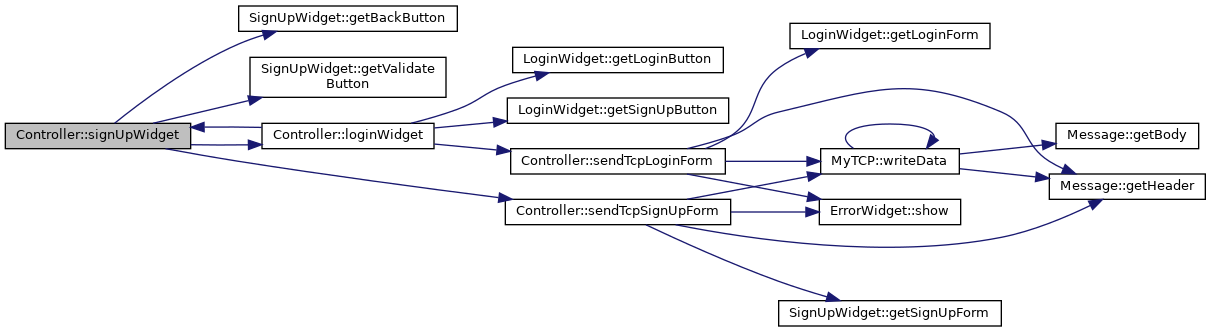 SignUpWidget::getBackButton
SignUpWidget::getValidate
Button
Controller::signUpWidget
Controller::loginWidget
LoginWidget::getLoginButton
LoginWidget::getSignUpButton
Controller::sendTcpLoginForm
Controller::sendTcpSignUpForm
LoginWidget::getLoginForm
MyTCP::writeData
ErrorWidget::show
SignUpWidget::getSignUpForm
Message::getBody
Message::getHeader